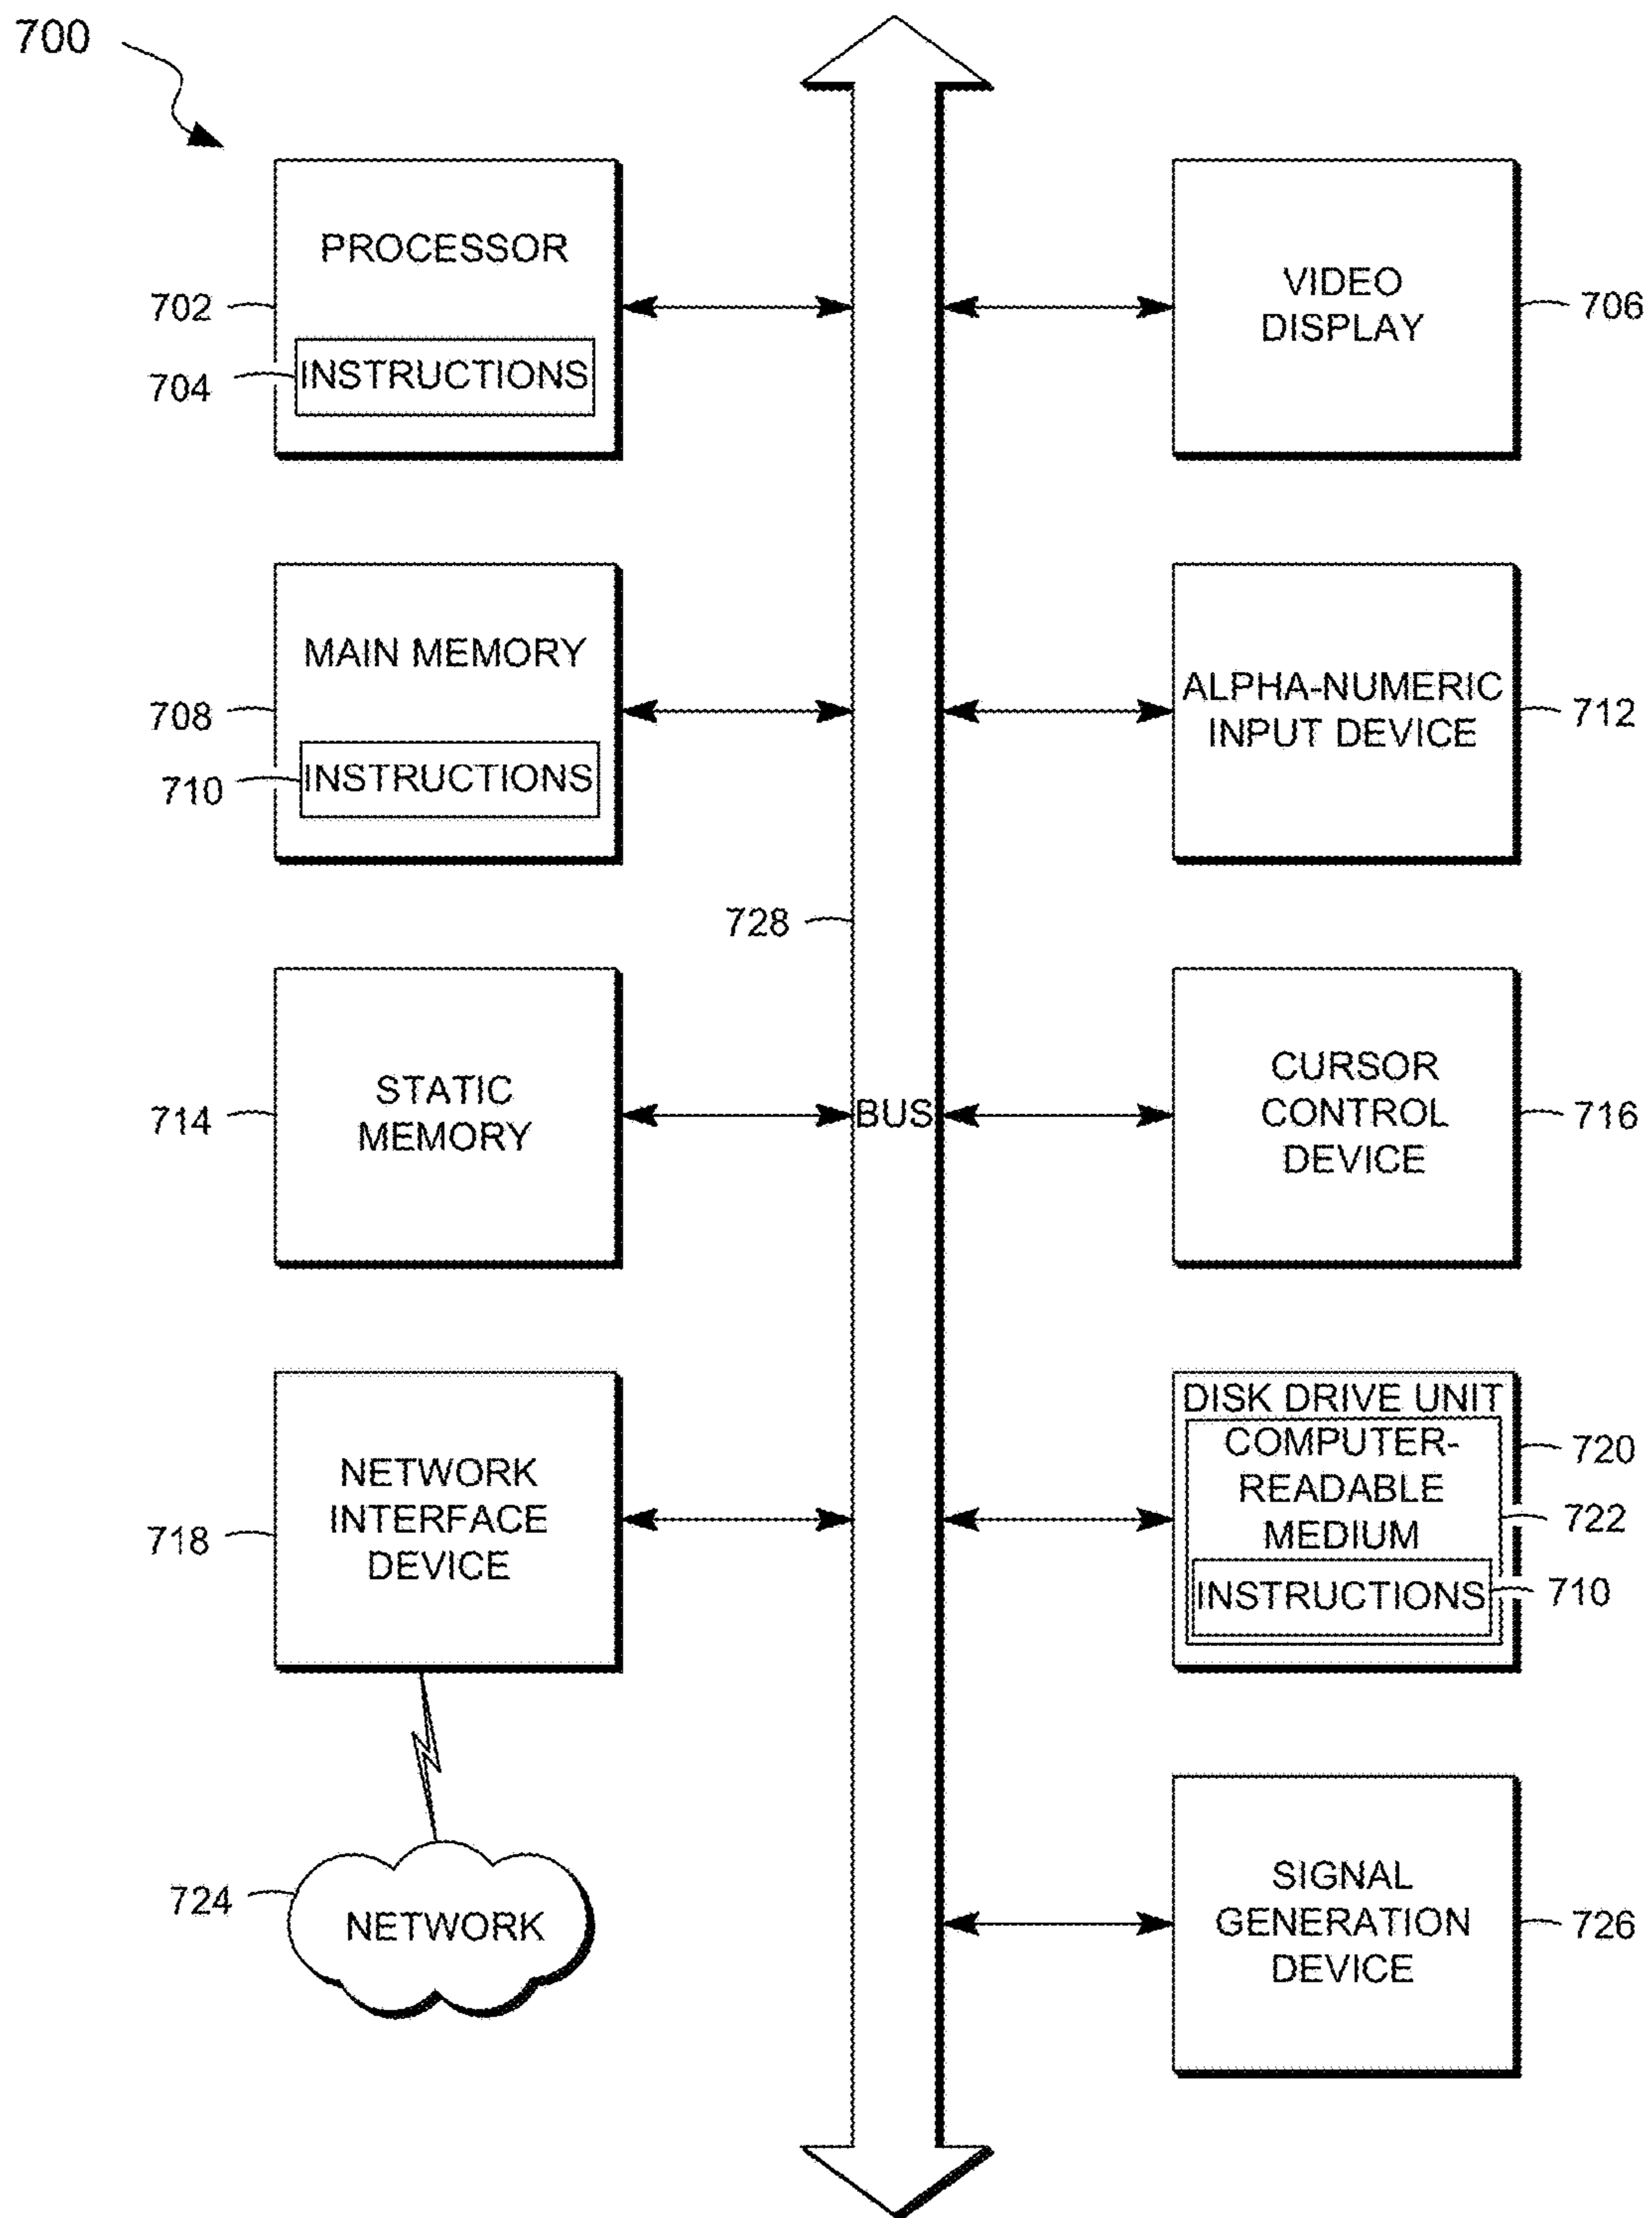 700
PROCESSOR
702
704
INSTRUCTIONS
VIDEO
DISPLAY
706
MAIN MEMORY
708
710
INSTRUCTIONS
ALPHA-NUMERIC
INPUT DEVICE
712
728
STATIC
MEMORY
714
BUS
CURSOR
CONTROL
DEVICE
716
NETWORK
INTERFACE
DEVICE
718
DISK DRIVE UNIT
COMPUTER-
READABLE
MEDIUM
INSTRUCTIONS
720
722
710
724
NETWORK
SIGNAL
GENERATION
DEVICE
726